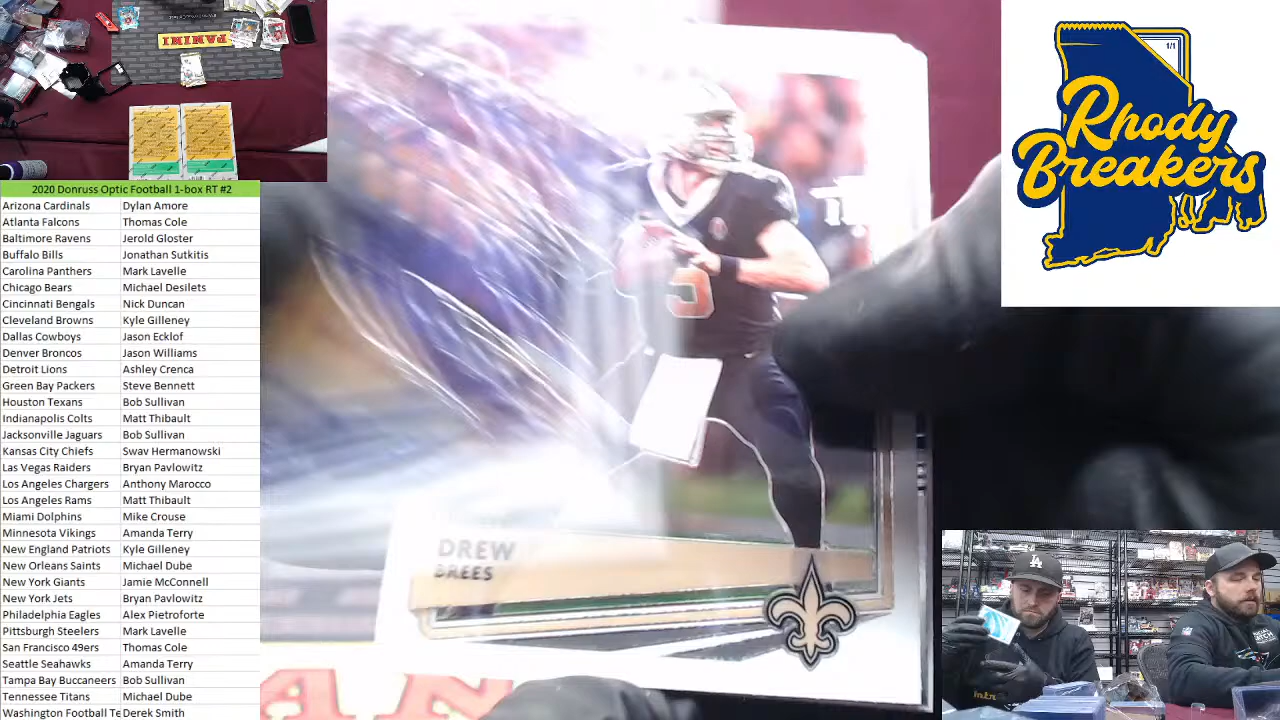 PANINI
2020 Donruss Optic Football 1-box RT #2
Arizona Cardinals Dylan Amore
Atlanta Falcons Thomas Cole
Baltimore Ravens Jerold Gloster
Buffalo Bills Jonathan Sutkitis
Carolina Panthers Mark Lavelle
Chicago Bears Michael Desilets
Cincinnati Bengals Nick Duncan
Cleveland Browns Kyle Gilleney
Dallas Cowboys Jason Ecklof
Denver Broncos Jason Williams
Detroit Lions Ashley Crenca
Green Bay Packers Steve Bennett
Houston Texans Bob Sullivan
Indianapolis Colts Matt Thibault
Jacksonville Jaguars Bob Sullivan
Kansas City Chiefs Swav Hermanowski
Las Vegas Raiders Bryan Pavlowitz
Los Angeles Chargers Anthony Marocco
Los Angeles Rams Matt Thibault
Miami Dolphins Mike Crouse
Minnesota Vikings Amanda Terry
New England Patriots Kyle Gilleney
New Orleans Saints Michael Dube
New York Giants Jamie McConnell
New York Jets Bryan Pavlowitz
Philadelphia Eagles Alex Pietroforte
Pittsburgh Steelers Mark Lavelle
San Francisco 49ers Thomas Cole
Seattle Seahawks Amanda Terry
Tampa Bay Buccaneers Bob Sullivan
Tennessee Titans Michael Dube
Washington Football Te Derek Smith
DREW
BREES
1/1
Rhody
Breakers
LA